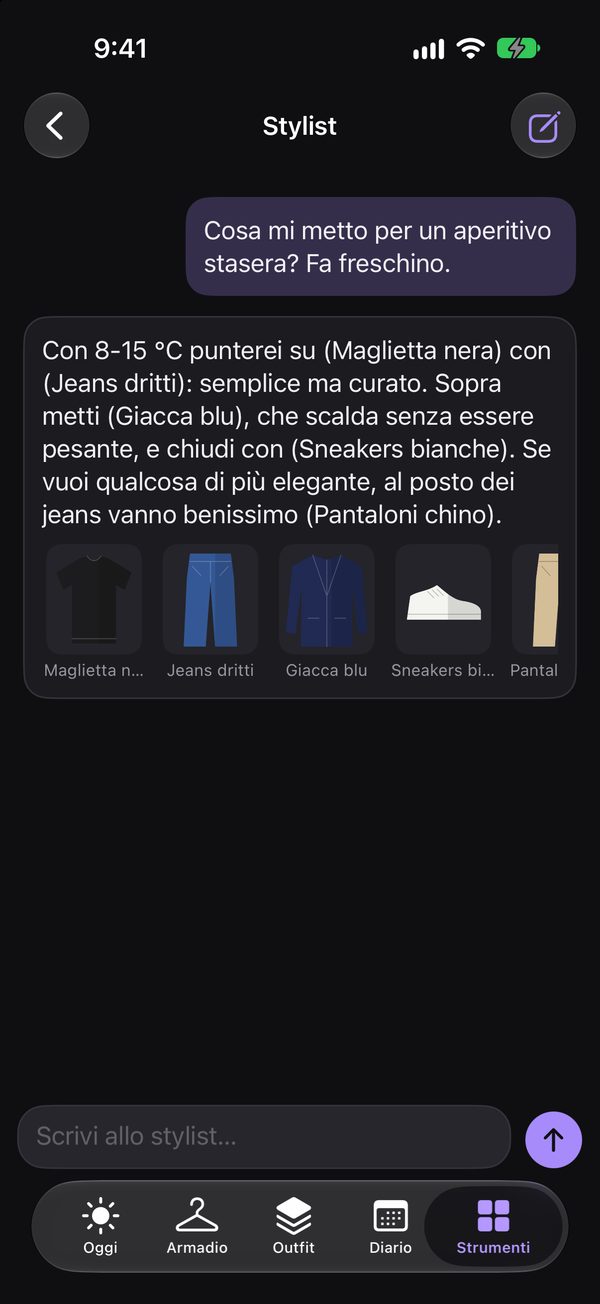 9:41
Stylist
Cosa mi metto per un aperitivo
stasera? Fa freschino.
Con 8-15 °C punterei su (Maglietta nera) con
(Jeans dritti): semplice ma curato. Sopra
metti (Giacca blu), che scalda senza essere
pesante, e chiudi con (Sneakers bianche). Se
vuoi qualcosa di più elegante, al posto dei
jeans vanno benissimo (Pantaloni chino).
Maglietta n... Jeans dritti Giacca blu Sneakers bi... Pantal
Scrivi allo stylist...
Oggi Armadio Outfit Diario Strumenti